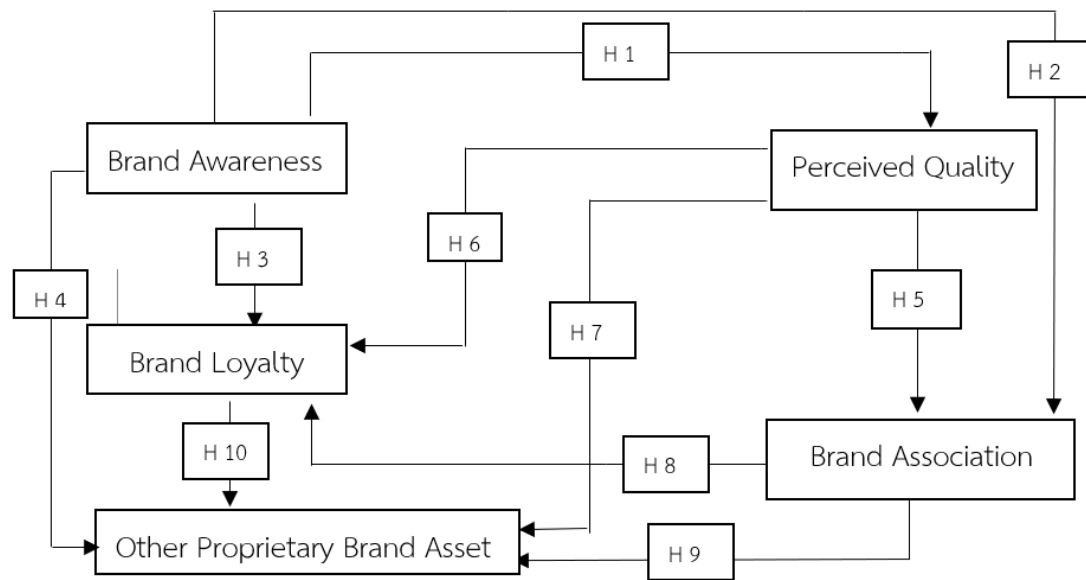 H 1
H 2
Brand Awareness
Perceived Quality
H 6
H 3
H 4
H 5
H 7
Brand Loyalty
H 10
H 8
Brand Association
Other Proprietary Brand Asset
H 9